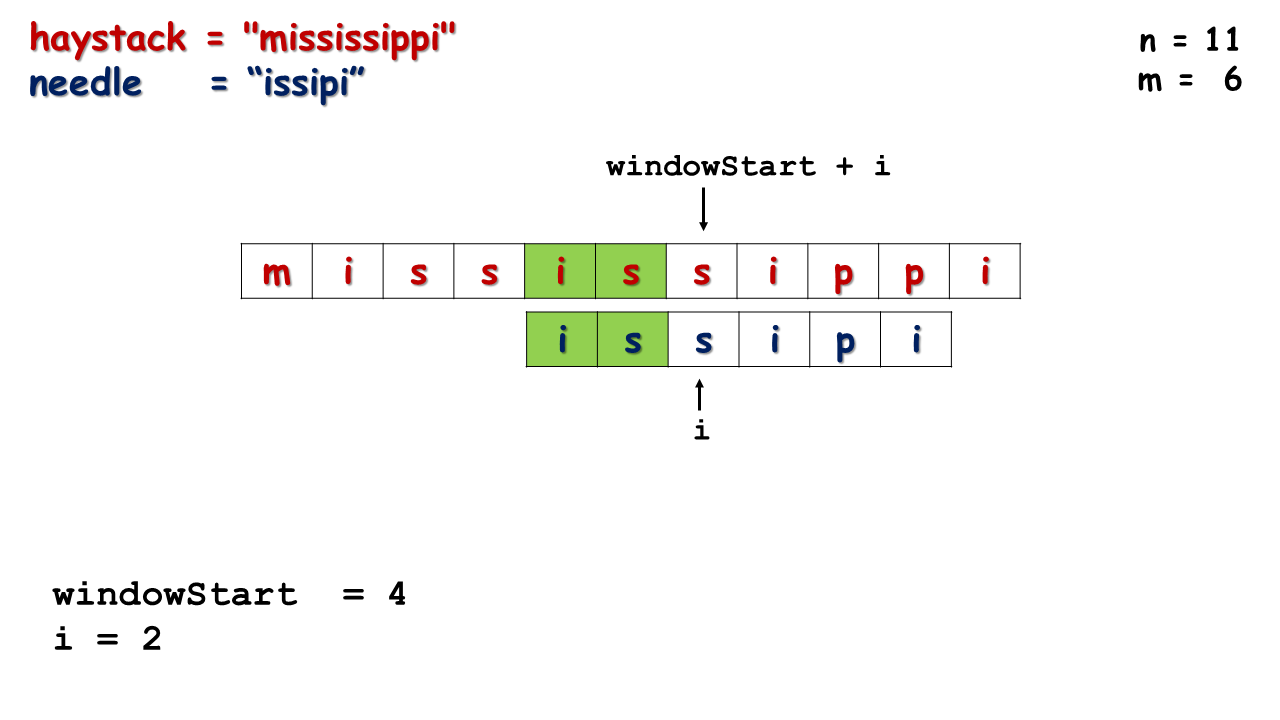 haystack = "mississippi"
needle = “issipi”
n = 11
m = 6
windowStart + i
m i s s i s s i p p i
i s s i p i
i
windowStart = 4
i = 2